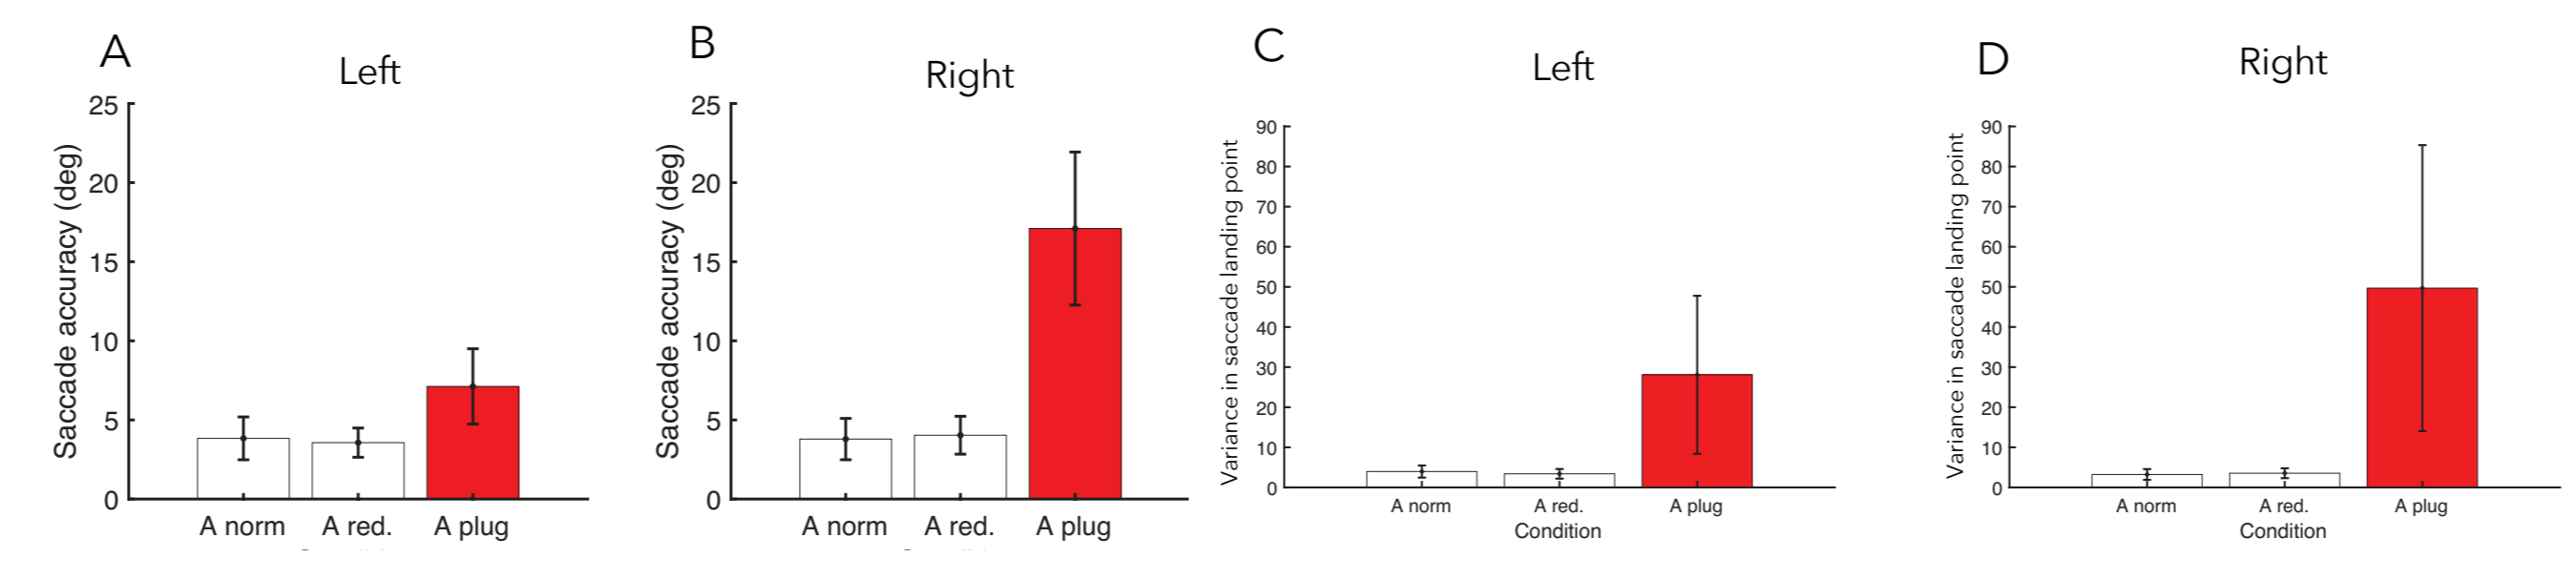 A
Left
Saccade accuracy (deg)
25
20
15
10
5
0
A norm
A red.
A plug
B
Right
Saccade accuracy (deg)
25
20
15
10
5
0
A norm
A red.
A plug
C
Left
Variance in saccade landing point
90
80
70
60
50
40
30
20
10
0
A norm
A red.
A plug
Condition
D
Right
Variance in saccade landing point
90
80
70
60
50
40
30
20
10
0
A norm
A red.
A plug
Condition